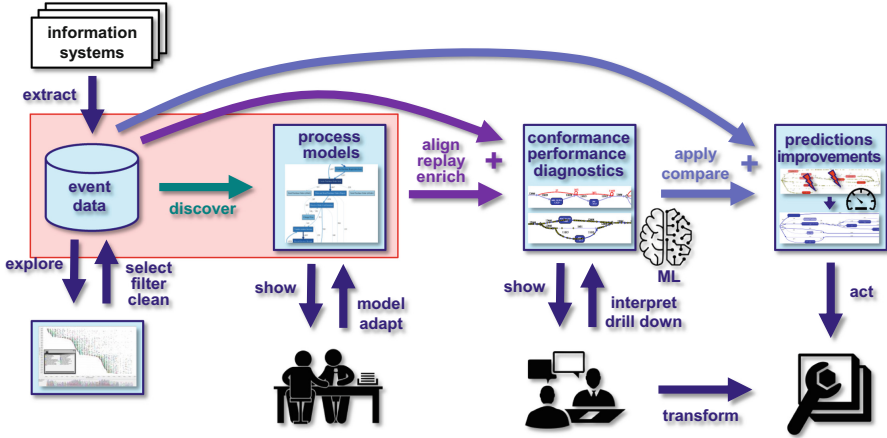 information
systems
extract
event
data
discover
process
models
align
replay
enrich
+
conformance
performance
diagnostics
apply
compare
+
predictions
improvements
explore
select
filter
clean
show
model
adapt
show
interpret
drill down
ML
act
transform